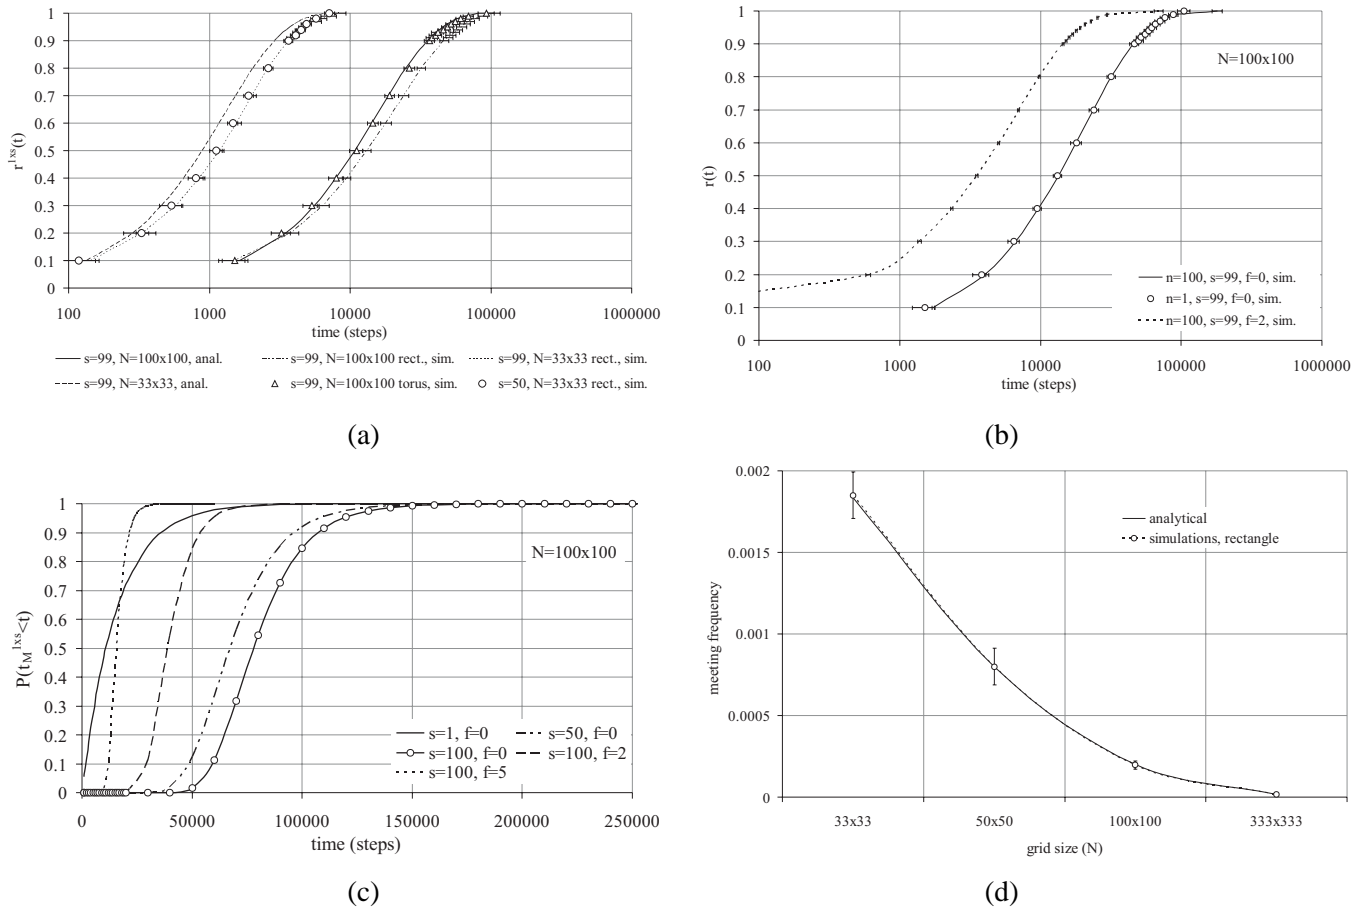 1
0.9
0.8
0.7
0.6
0.5
0.4
0.3
0.2
0.1
0
r^1xs(t)
100 1000 10000 100000 1000000
time (steps)
s=99, N=100x100, anal. s=99, N=100x100 rect., sim. s=99, N=33x33 rect., sim.
s=99, N=33x33, anal. s=99, N=100x100 torus, sim. s=50, N=33x33 rect., sim.
(a)
1
0.9
0.8
0.7
0.6
0.5
0.4
0.3
0.2
0.1
0
r(t)
N=100x100
n=100, s=99, f=0, sim.
n=1, s=99, f=0, sim.
n=100, s=99, f=2, sim.
100 1000 10000 100000 1000000
time (steps)
(b)
1
0.9
0.8
0.7
0.6
0.5
0.4
0.3
0.2
0.1
0
P(t_M^1xs<t)
N=100x100
s=1, f=0 s=50, f=0
s=100, f=0 s=100, f=2
s=100, f=5
0 50000 100000 150000 200000 250000
time (steps)
(c)
0.002
0.0015
0.001
0.0005
0
meeting frequency
analytical
simulations, rectangle
33x33 50x50 100x100 333x333
grid size (N)
(d)